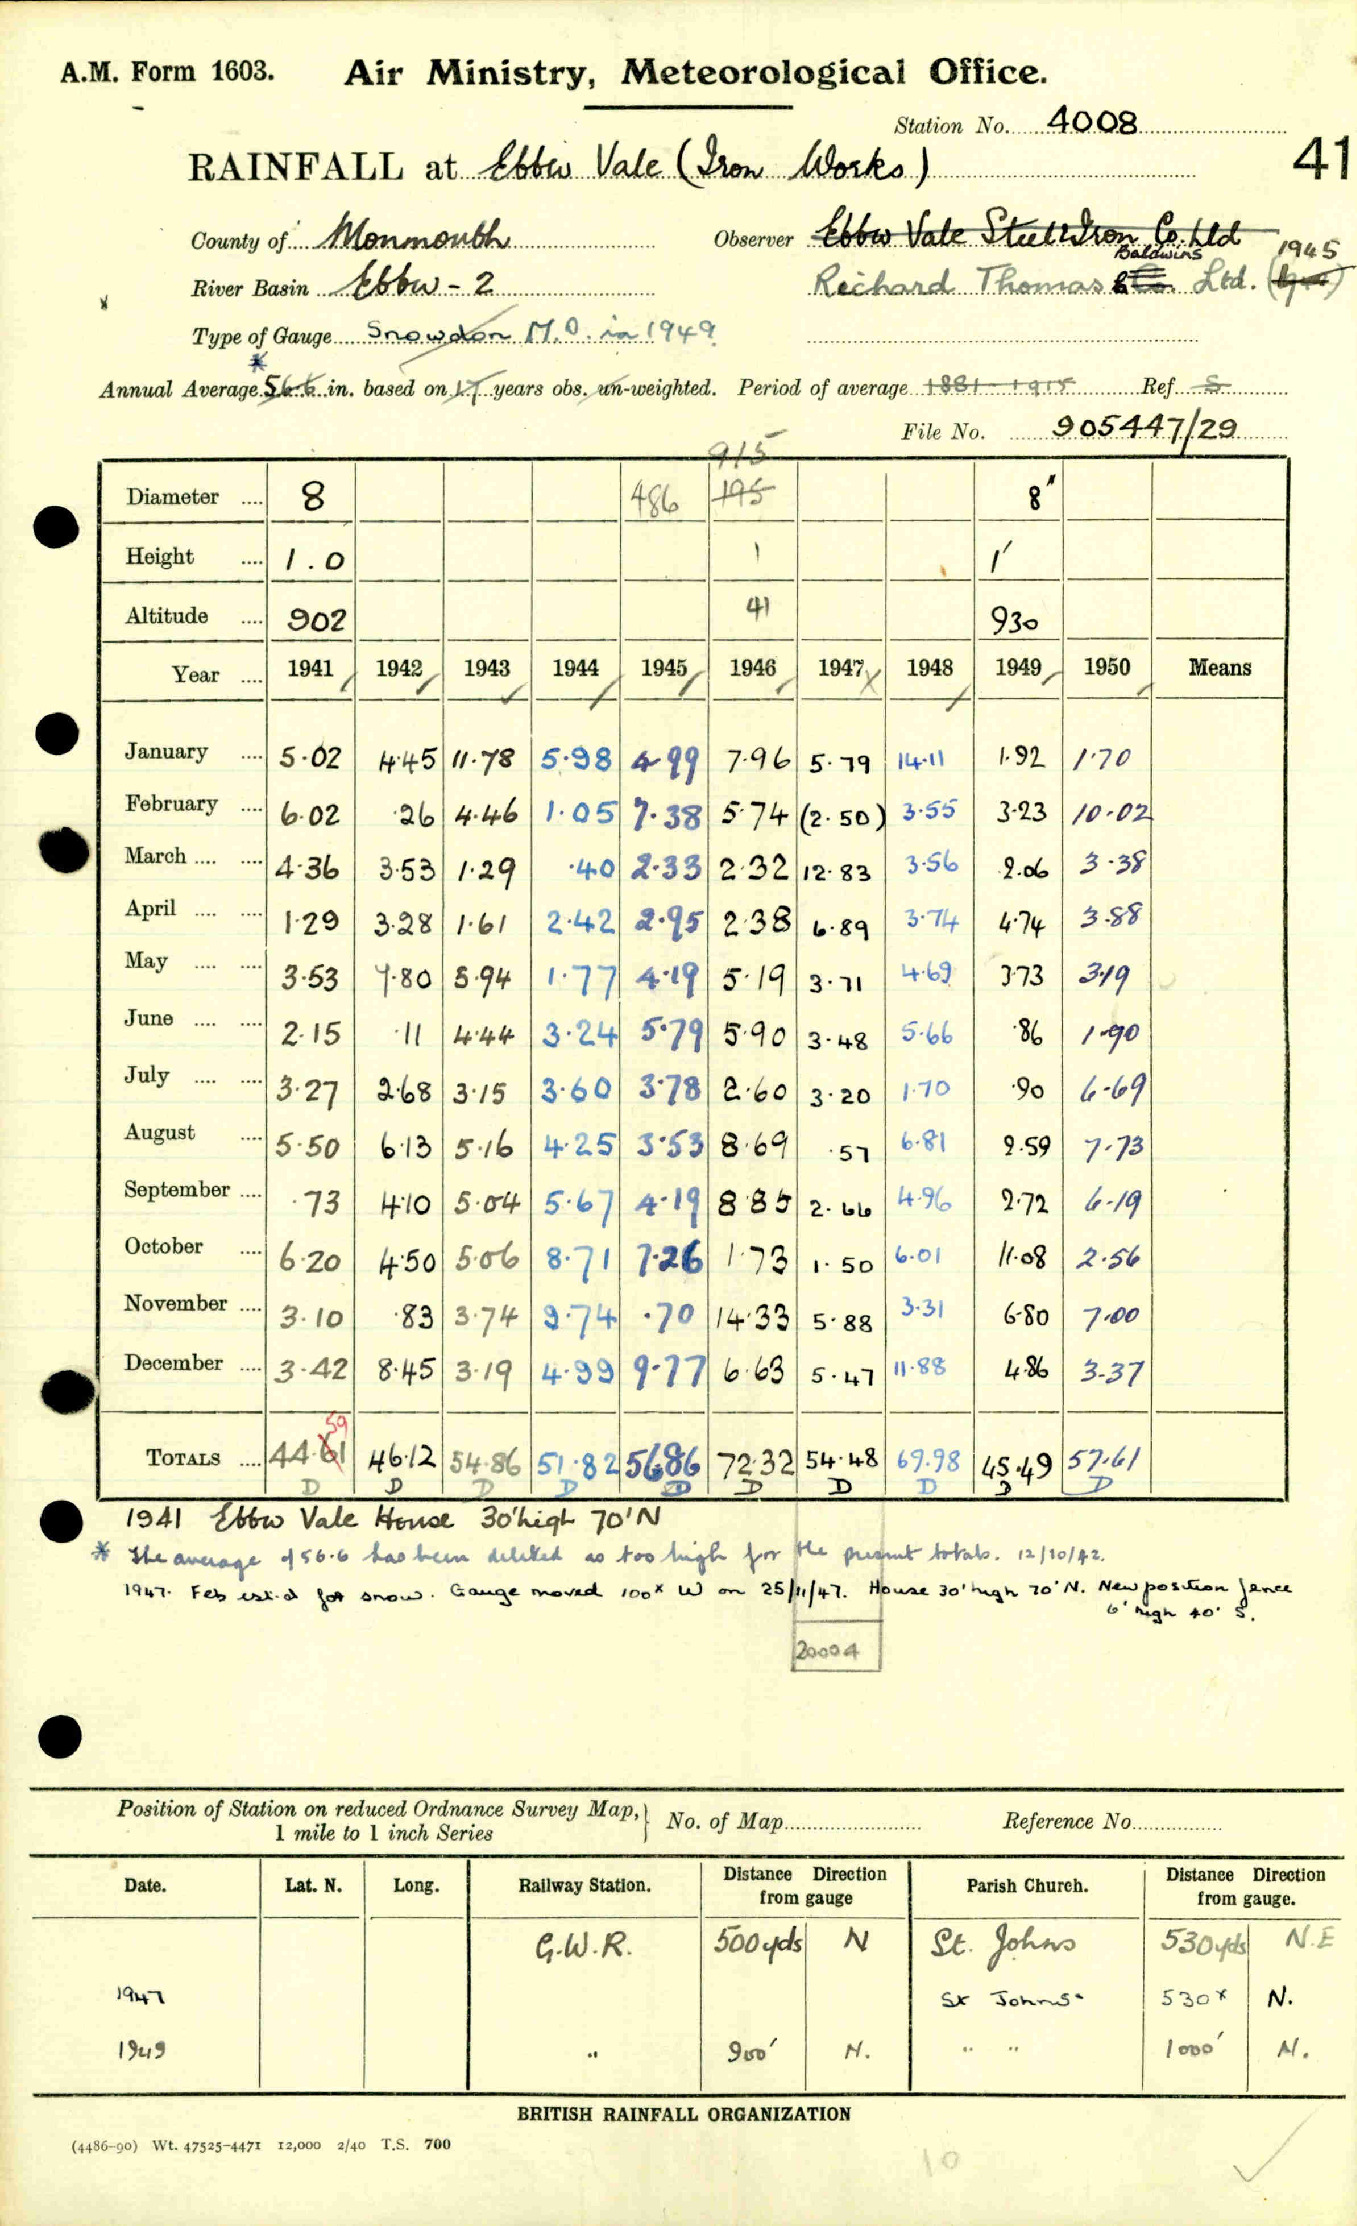 A.M. Form 1603. Air Ministry, Meteorological Office.
Station No. 4008
41
RAINFALL at Ebbw Vale (Iron Works)
County of Monmouth Observer Ebbw Vale Steel & Iron Co. Ltd
River Basin Ebbw - 2 Richard Thomas & Co. Baldwins Ltd. 1945
Type of Gauge Snowdon M.O. in 1949
*
Annual Average 56.6 in. based on 17 years obs. un-weighted. Period of average 1881-1915 Ref. S
File No. 905447/29
915
Diameter .... 8 486 195 8"
Height .... 1.0 1 1'
Altitude .... 902 41 930
Year .... 1941 1942 1943 1944 1945 1946 1947 1948 1949 1950 Means
January .... 5.02 4.45 11.78 5.98 4.99 7.96 5.79 14.11 1.92 1.70
February .... 6.02 .26 4.46 1.05 7.38 5.74 (2.50) 3.55 3.23 10.02
March .... .... 4.36 3.53 1.29 .40 2.33 2.32 12.83 3.56 2.06 3.38
April .... .... 1.29 3.28 1.61 2.42 2.95 2.38 6.89 3.74 4.74 3.88
May .... .... 3.53 7.80 5.94 1.77 4.19 5.19 3.71 4.69 3.73 3.19
June .... .... 2.15 .11 4.44 3.24 5.79 5.90 3.48 5.66 .86 1.90
July .... .... 3.27 2.68 3.15 3.60 3.78 2.60 3.20 1.70 .90 6.69
August .... 5.50 6.13 5.16 4.25 3.53 8.69 .57 6.81 2.59 7.73
September .... .73 4.10 5.04 5.67 4.19 8.85 2.66 4.96 2.72 6.19
October .... 6.20 4.50 5.06 8.71 7.26 1.73 1.50 6.01 11.08 2.56
November .... 3.10 .83 3.74 9.74 .70 14.33 5.88 3.31 6.80 7.00
December .... 3.42 8.45 3.19 4.99 9.77 6.63 5.47 11.88 4.86 3.37
59
TOTALS .... 44.61 46.12 54.86 51.82 56.86 72.32 54.48 69.98 45.49 57.61
D D D D D D D D D D
1941 Ebbw Vale House 30' high 70' N
* The average of 56.6 has been deleted as too high for the present totals. 12/10/42.
1947. Feb est.d for snow. Gauge moved 100x W on 25/11/47. House 30' high 70' N. New position fence
6' high 40' S.
20004
Position of Station on reduced Ordnance Survey Map, No. of Map Reference No.
1 mile to 1 inch Series
Date. Lat. N. Long. Railway Station. Distance Direction from gauge Parish Church. Distance Direction from gauge.
G.W.R. 500 yds N St. Johns 530 yds N.E
1947 St Johns 530x N.
1949 " 900' N. " " 1000' N.
BRITISH RAINFALL ORGANIZATION
(4486-90) Wt. 47525-4471 12,000 2/40 T.S. 700
10